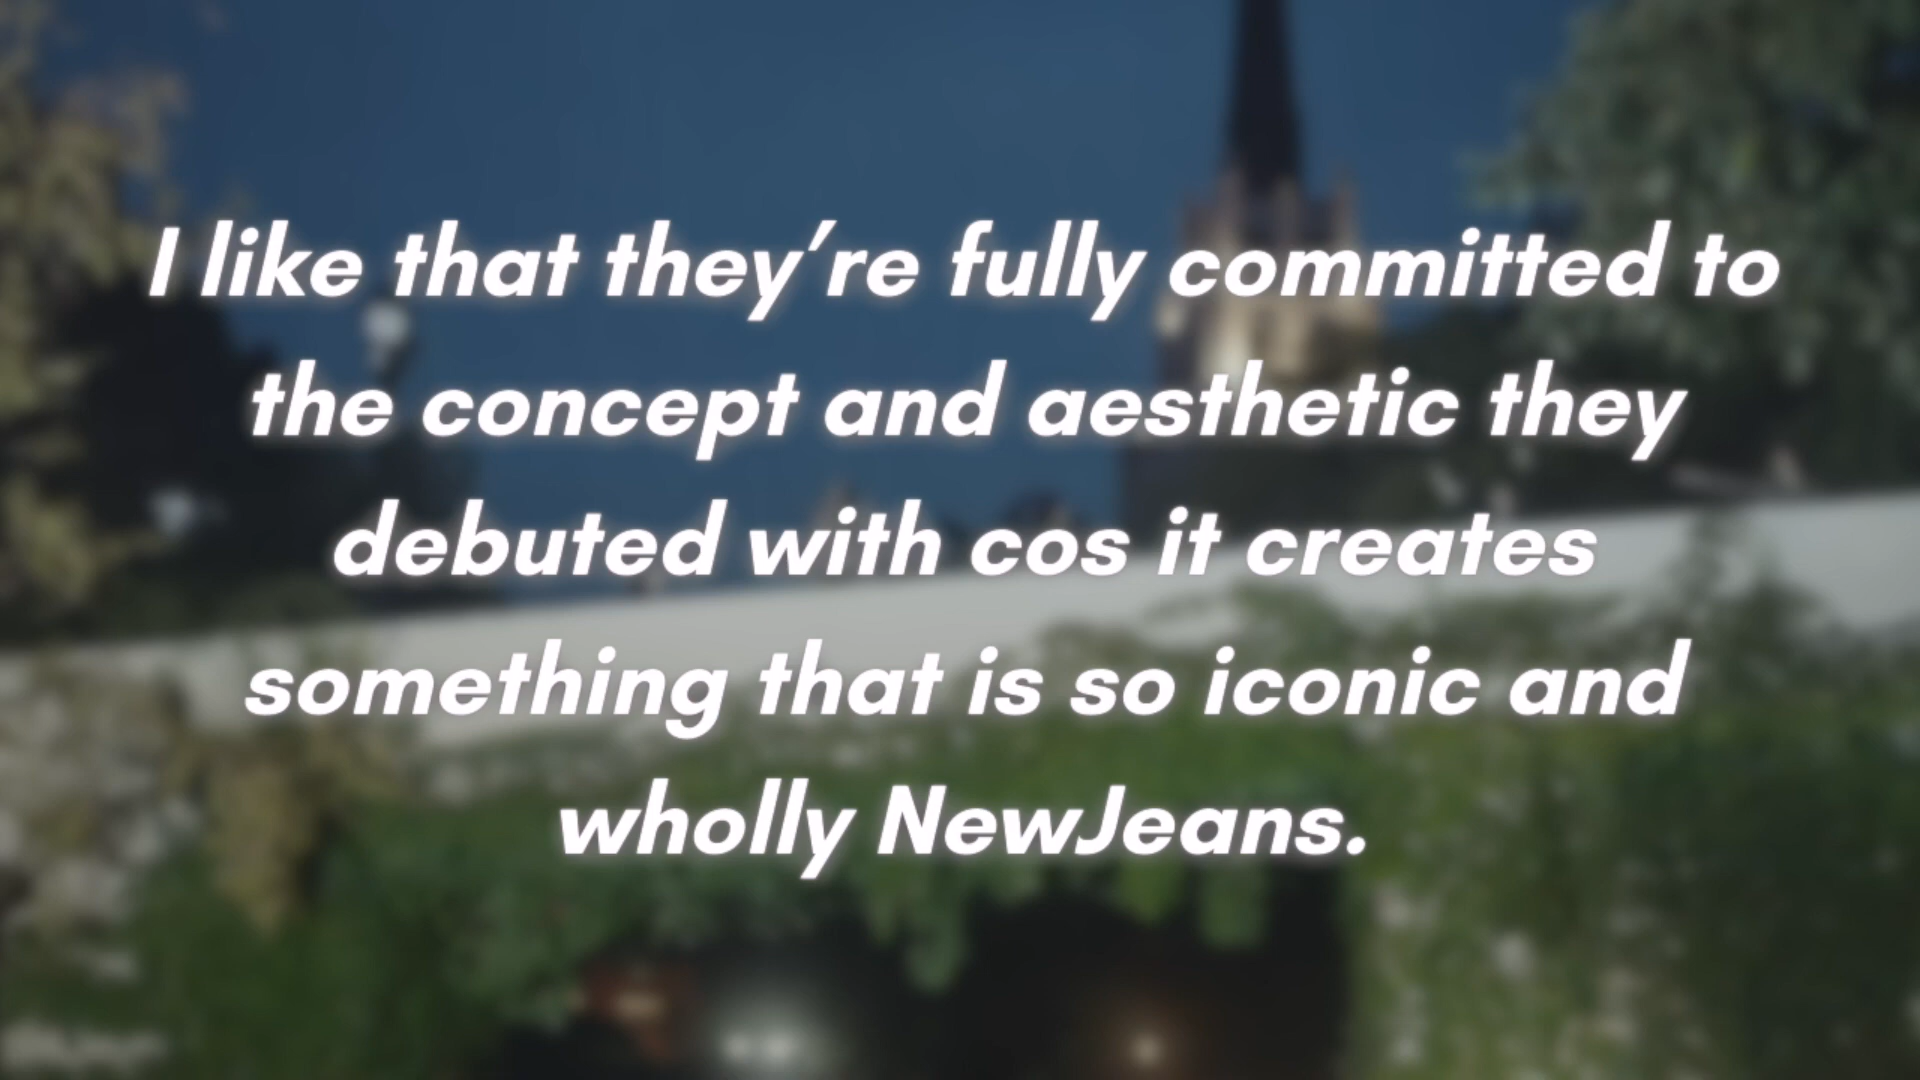 I like that they’re fully committed to
the concept and aesthetic they
debuted with cos it creates
something that is so iconic and
wholly NewJeans.